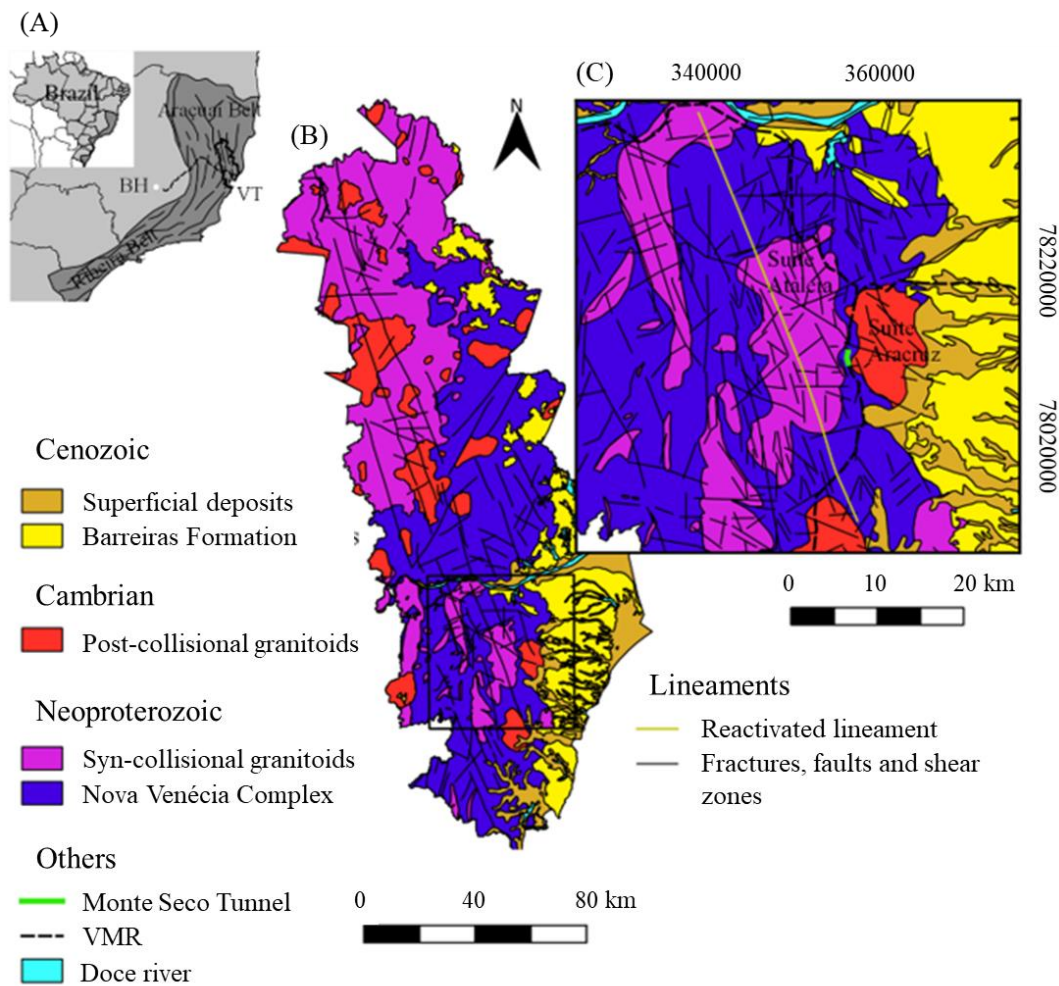 (A)
Brazil
Araçuaí Belt
BH
VT
Ribeira Belt
(B)
N
(C)
340000
360000
7822000
7802000
Suíte
Ataléia
Suíte
Aracruz
0 10 20 km
Cenozoic
Superficial deposits
Barreiras Formation
Cambrian
Post-collisional granitoids
Neoproterozoic
Syn-collisional granitoids
Nova Venécia Complex
Others
Monte Seco Tunnel
VMR
Doce river
s
0 40 80 km
Lineaments
Reactivated lineament
Fractures, faults and shear
zones